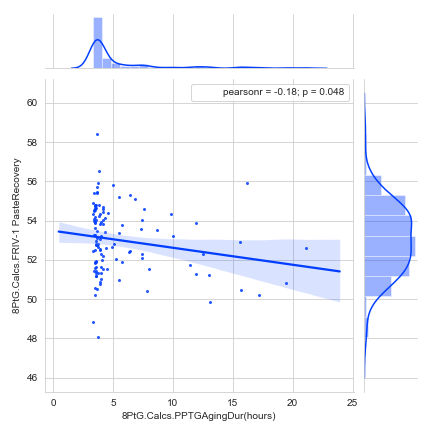 pearsonr = -0.18; p = 0.048
60
58
56
54
52
50
48
46
8PtG.Calcs.FRIV-1 PasteRecovery
0 5 10 15 20 25
8PtG.Calcs.PPTGAgingDur(hours)